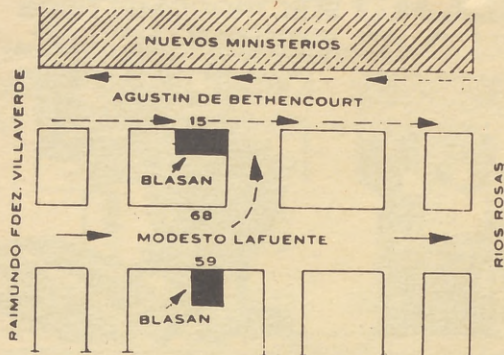 NUEVOS MINISTERIOS
AGUSTIN DE BETHENCOURT
15
BLASAN
68
MODESTO LAFUENTE
59
BLASAN
RAIMUNDO FDEZ. VILLAVERDE
RIOS ROSAS